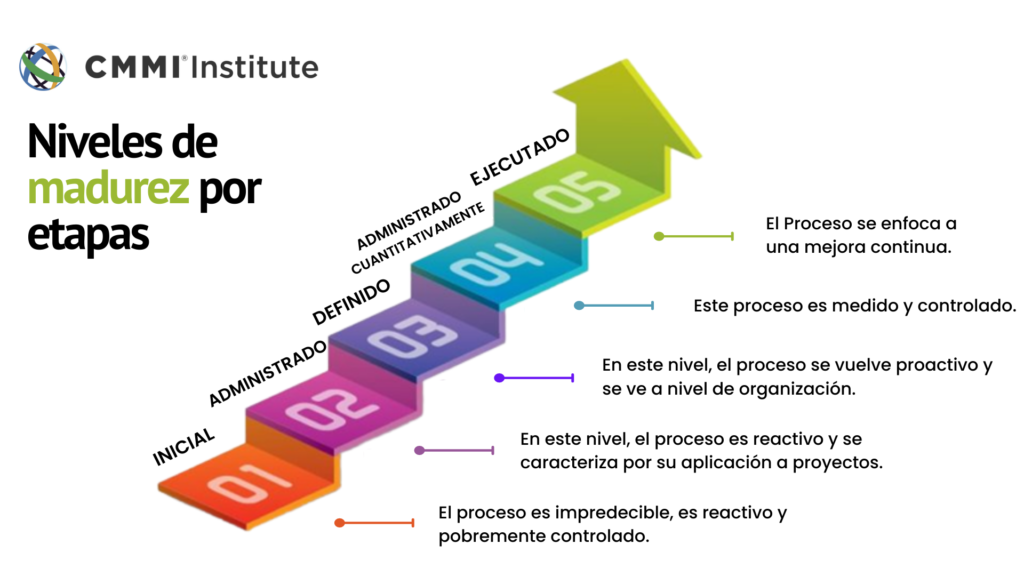 CMMI® Institute
Niveles de
madurez por
etapas
EJECUTADO
05
El Proceso se enfoca a
una mejora continua.
ADMINISTRADO
CUANTITATIVAMENTE
04
Este proceso es medido y controlado.
DEFINIDO
03
En este nivel, el proceso se vuelve proactivo y
se ve a nivel de organización.
ADMINISTRADO
02
En este nivel, el proceso es reactivo y se
caracteriza por su aplicación a proyectos.
INICIAL
01
El proceso es impredecible, es reactivo y
pobremente controlado.